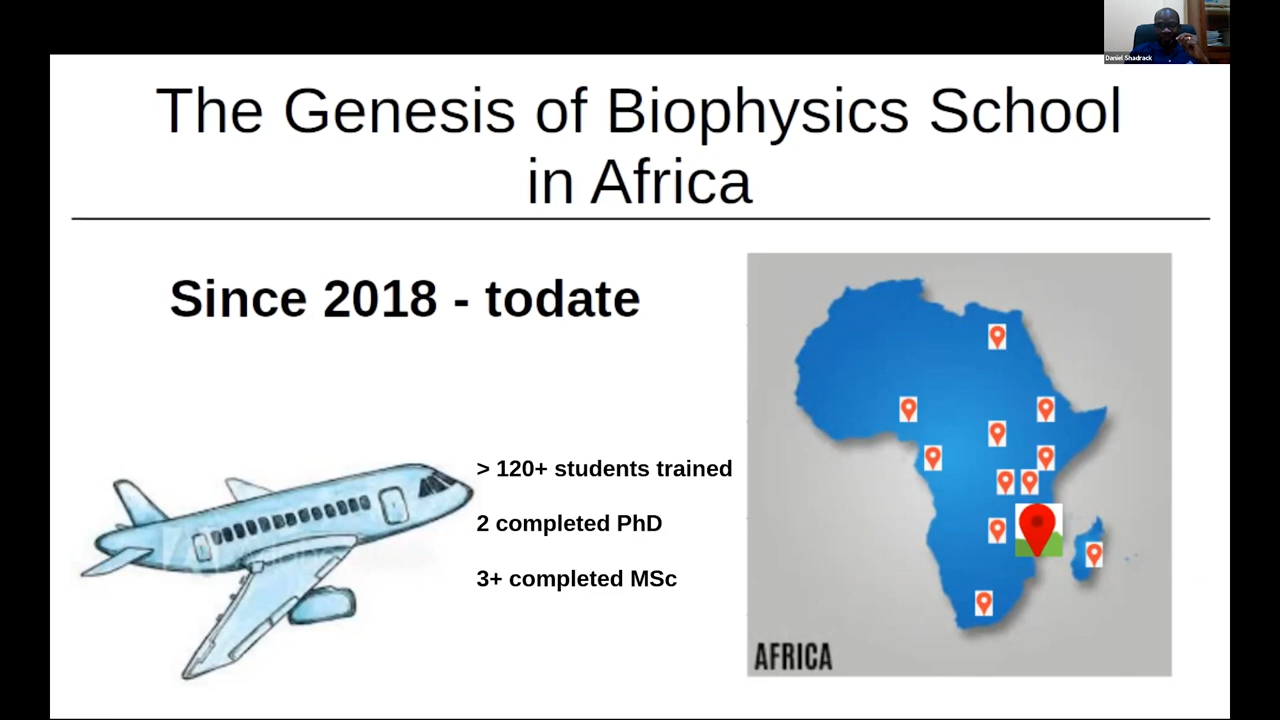 Daniel Shadrack
The Genesis of Biophysics School
in Africa
Since 2018 - todate
> 120+ students trained
2 completed PhD
3+ completed MSc
AFRICA